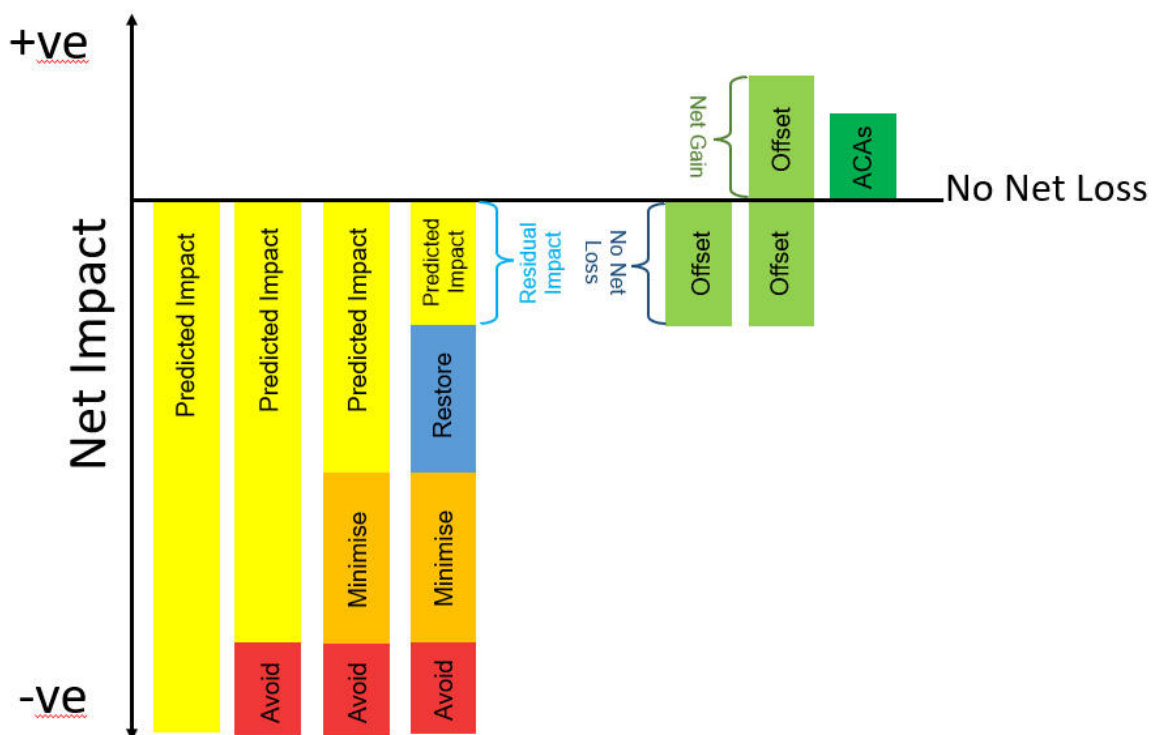 +ve
Net Impact
-ve
No Net Loss
Predicted Impact
Predicted Impact
Avoid
Predicted Impact
Minimise
Avoid
Predicted
Impact
Restore
Minimise
Avoid
Residual
Impact
No Net
Loss
Offset
Net Gain
Offset
Offset
ACAs